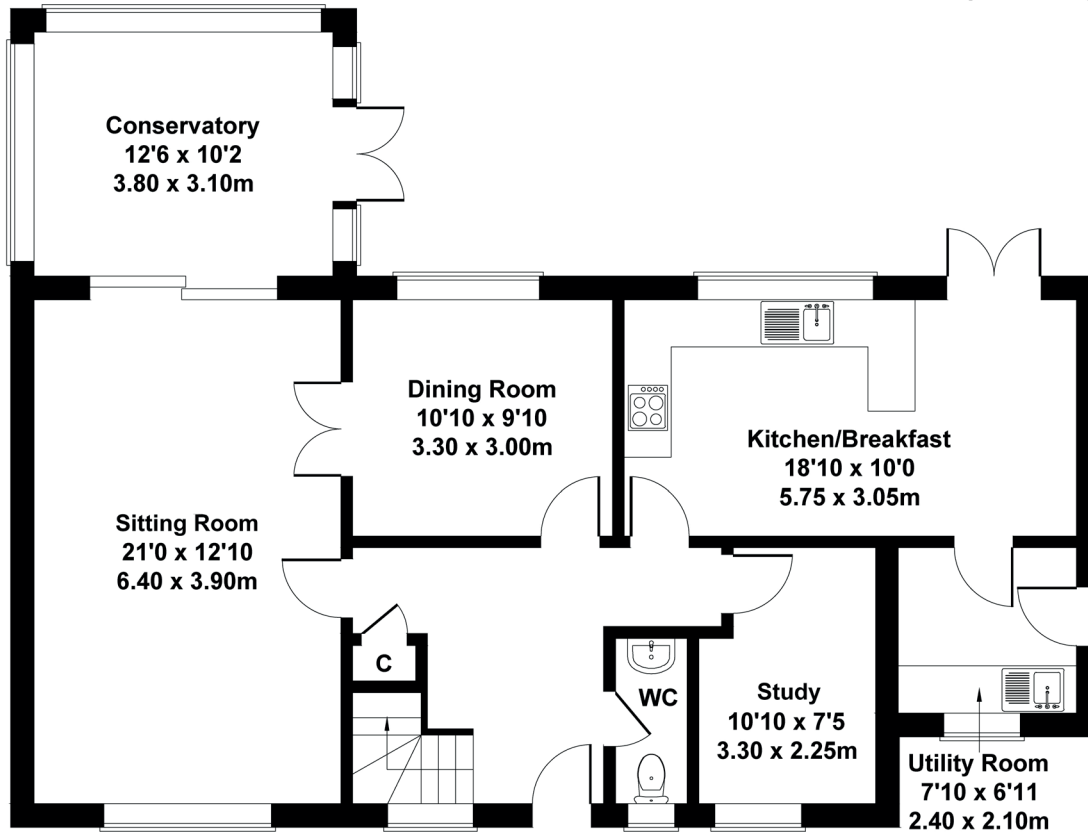 Conservatory
12'6 x 10'2
3.80 x 3.10m
Dining Room
10'10 x 9'10
3.30 x 3.00m
Kitchen/Breakfast
18'10 x 10'0
5.75 x 3.05m
Sitting Room
21'0 x 12'10
6.40 x 3.90m
C
WC
Study
10'10 x 7'5
3.30 x 2.25m
Utility Room
7'10 x 6'11
2.40 x 2.10m